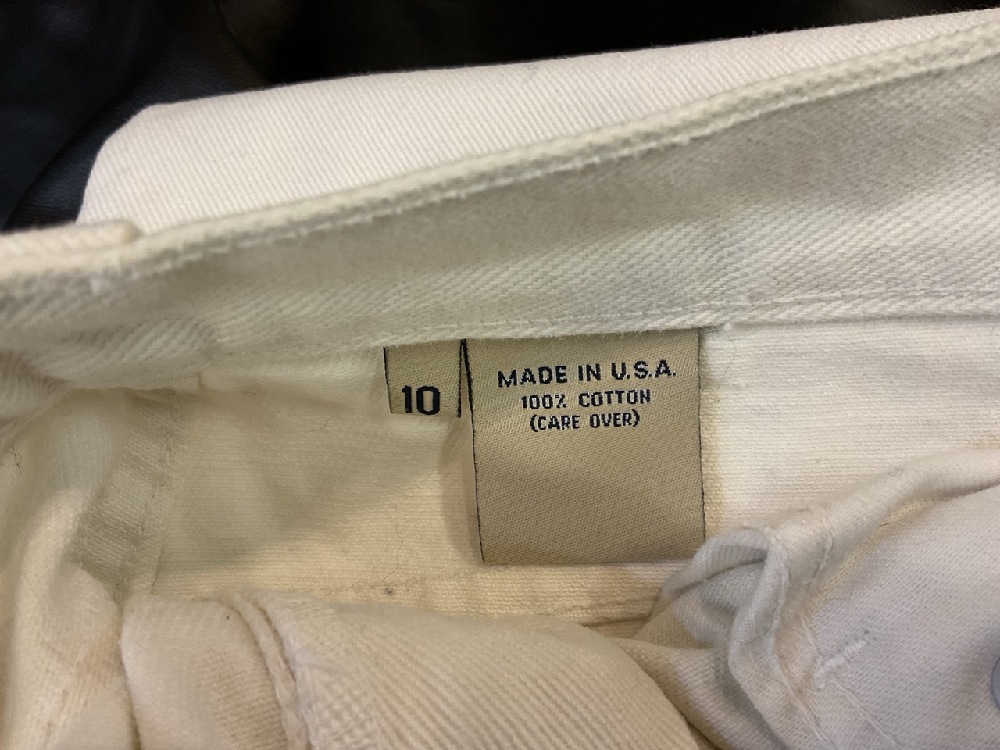 10
MADE IN U.S.A.
100% COTTON
(CARE OVER)